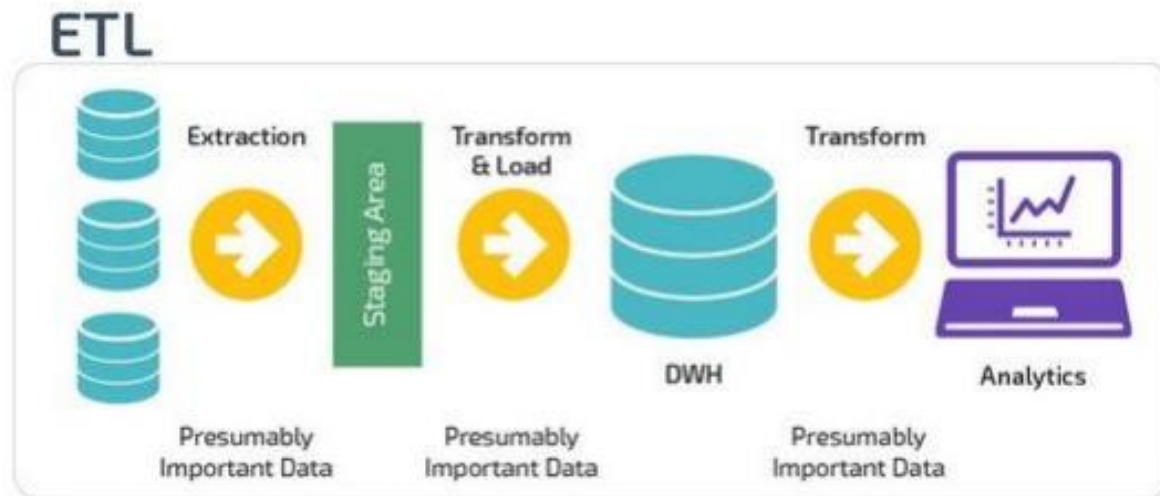 ETL
Extraction
Staging Area
Transform
& Load
Transform
DWH
Analytics
Presumably
Important Data
Presumably
Important Data
Presumably
Important Data